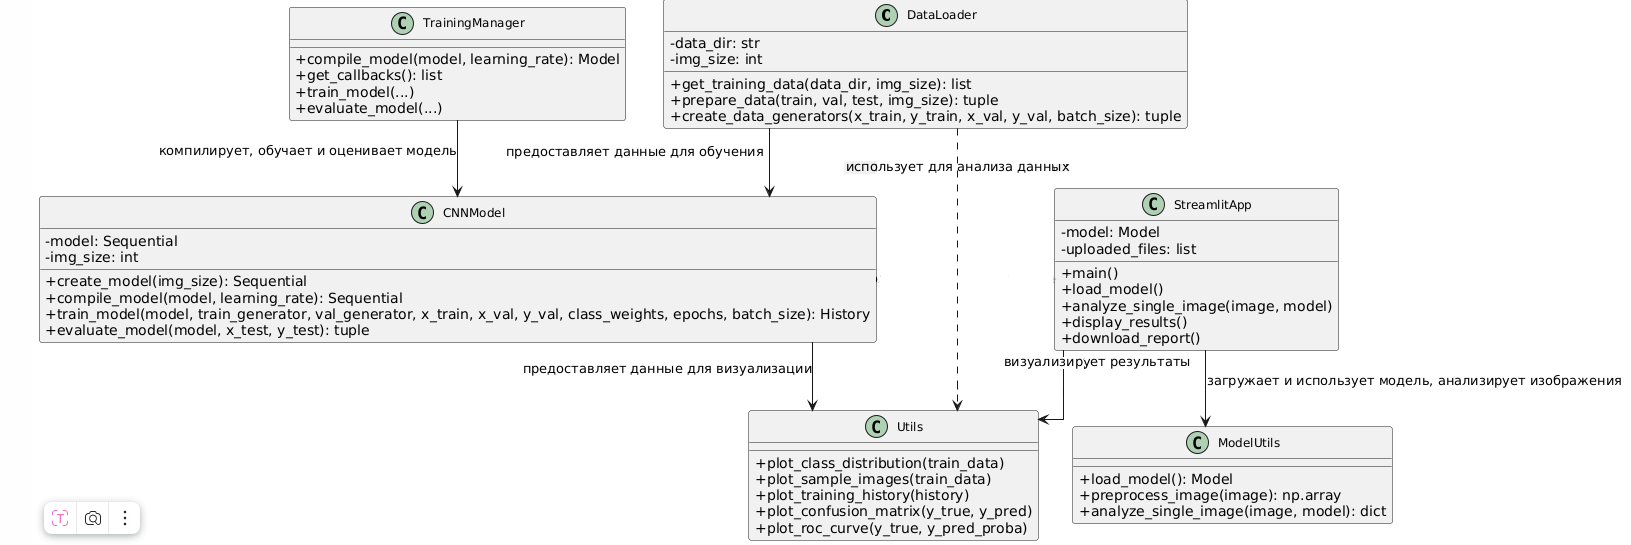 C TrainingManager
+compile_model(model, learning_rate): Model
+get_callbacks(): list
+train_model(...)
+evaluate_model(...)
C DataLoader
-data_dir: str
-img_size: int
+get_training_data(data_dir, img_size): list
+prepare_data(train, val, test, img_size): tuple
+create_data_generators(x_train, y_train, x_val, y_val, batch_size): tuple
компилирует, обучает и оценивает модель
предоставляет данные для обучения
использует для анализа данных
C CNNModel
-model: Sequential
-img_size: int
+create_model(img_size): Sequential
+compile_model(model, learning_rate): Sequential
+train_model(model, train_generator, val_generator, x_train, x_val, y_val, class_weights, epochs, batch_size): History
+evaluate_model(model, x_test, y_test): tuple
C StreamlitApp
-model: Model
-uploaded_files: list
+main()
+load_model()
+analyze_single_image(image, model)
+display_results()
+download_report()
предоставляет данные для визуализации
визуализирует результаты
загружает и использует модель, анализирует изображения
C Utils
+plot_class_distribution(train_data)
+plot_sample_images(train_data)
+plot_training_history(history)
+plot_confusion_matrix(y_true, y_pred)
+plot_roc_curve(y_true, y_pred_proba)
C ModelUtils
+load_model(): Model
+preprocess_image(image): np.array
+analyze_single_image(image, model): dict
T